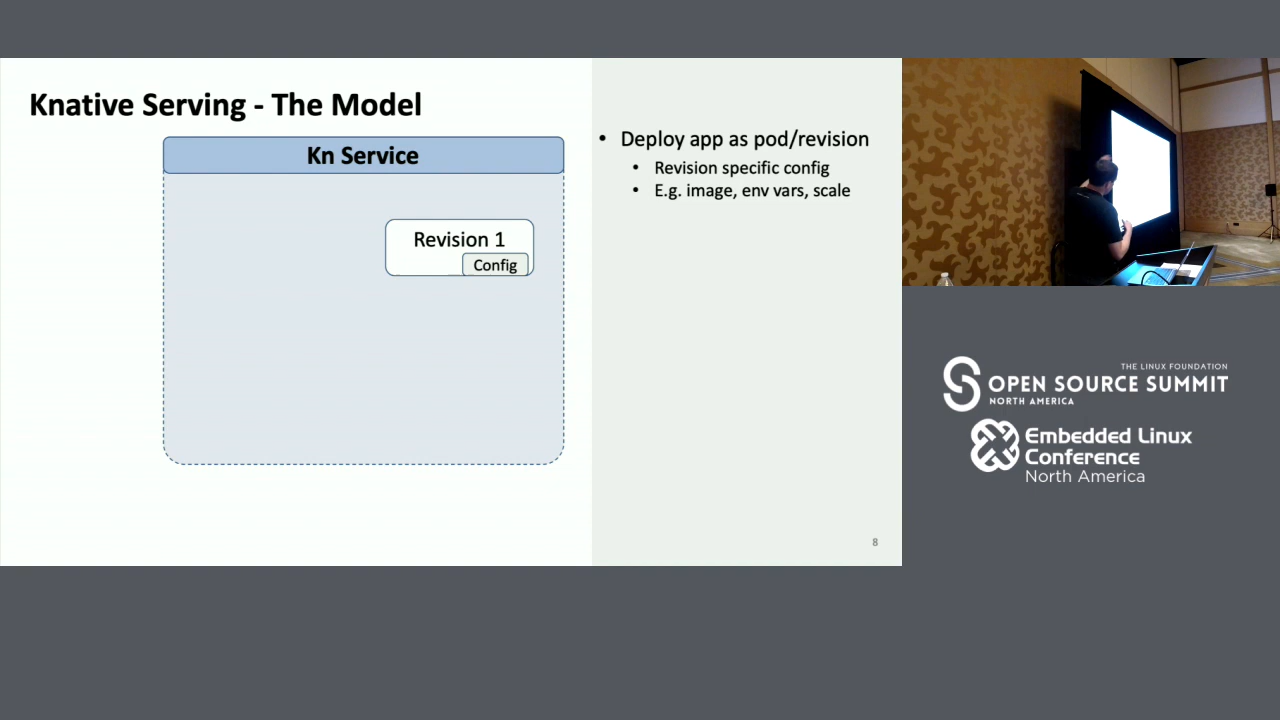 Knative Serving - The Model
Kn Service
Revision 1
Config
• Deploy app as pod/revision
• Revision specific config
• E.g. image, env vars, scale
8
THE LINUX FOUNDATION
OPEN SOURCE SUMMIT
NORTH AMERICA
Embedded Linux
Conference
North America